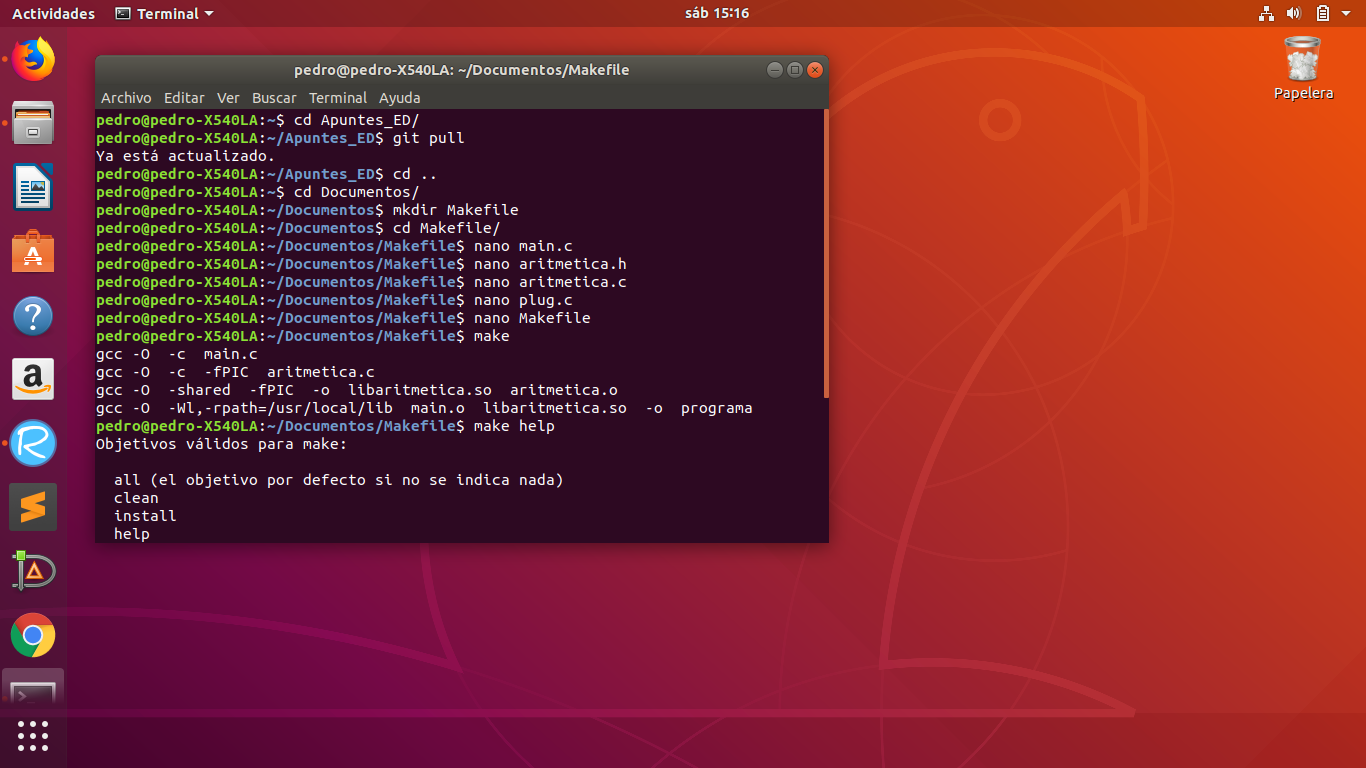 Actividades Terminal sáb 15:16
Papelera
pedro@pedro-X540LA: ~/Documentos/Makefile
Archivo Editar Ver Buscar Terminal Ayuda
pedro@pedro-X540LA:~$ cd Apuntes_ED/
pedro@pedro-X540LA:~/Apuntes_ED$ git pull
Ya está actualizado.
pedro@pedro-X540LA:~/Apuntes_ED$ cd ..
pedro@pedro-X540LA:~$ cd Documentos/
pedro@pedro-X540LA:~/Documentos$ mkdir Makefile
pedro@pedro-X540LA:~/Documentos$ cd Makefile/
pedro@pedro-X540LA:~/Documentos/Makefile$ nano main.c
pedro@pedro-X540LA:~/Documentos/Makefile$ nano aritmetica.h
pedro@pedro-X540LA:~/Documentos/Makefile$ nano aritmetica.c
pedro@pedro-X540LA:~/Documentos/Makefile$ nano plug.c
pedro@pedro-X540LA:~/Documentos/Makefile$ nano Makefile
pedro@pedro-X540LA:~/Documentos/Makefile$ make
gcc -O  -c  main.c
gcc -O  -c  -fPIC  aritmetica.c
gcc -O  -shared  -fPIC  -o  libaritmetica.so  aritmetica.o
gcc -O  -Wl,-rpath=/usr/local/lib  main.o  libaritmetica.so  -o  programa
pedro@pedro-X540LA:~/Documentos/Makefile$ make help
Objetivos válidos para make:
all (el objetivo por defecto si no se indica nada)
clean
install
help